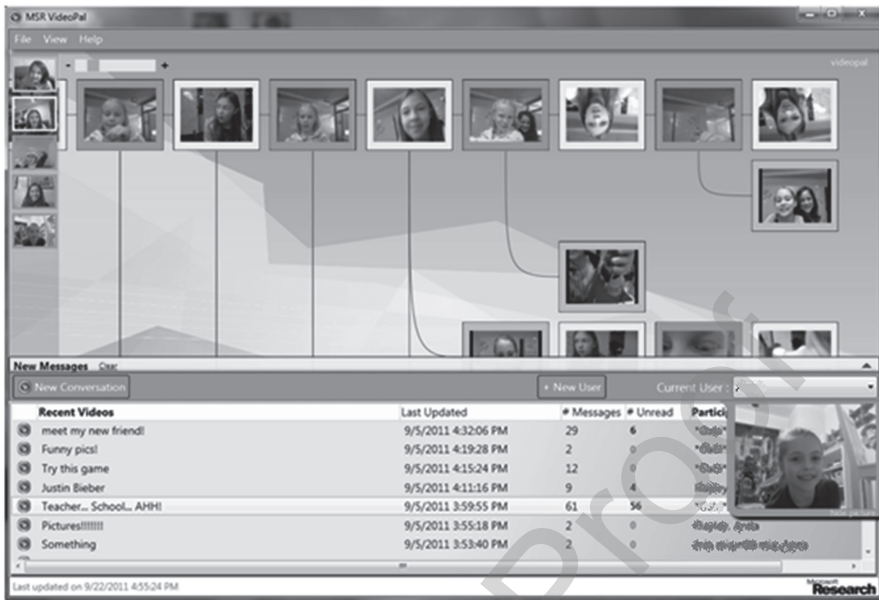 MSR VideoPal
File View Help
- +
videopal
New Messages Clear
New Conversation + New User Current User :
Recent Videos Last Updated # Messages # Unread Particip
meet my new friend! 9/5/2011 4:32:06 PM 29 6
Funny pics! 9/5/2011 4:19:28 PM 2 0
Try this game 9/5/2011 4:15:24 PM 12 0
Justin Bieber 9/5/2011 4:11:16 PM 9 4
Teacher... School... AHH! 9/5/2011 3:59:55 PM 61 56
Pictures!!!!!!! 9/5/2011 3:55:18 PM 2 0
Something 9/5/2011 3:53:40 PM 2 0
Last updated on 9/22/2011 4:55:24 PM
Microsoft
Research
Proof